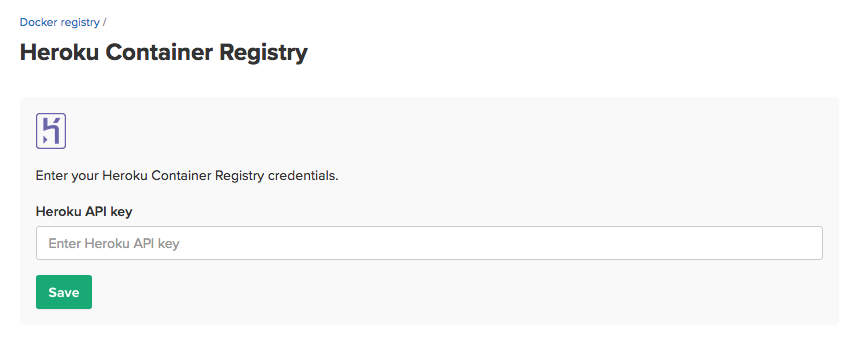 Docker registry /
Heroku Container Registry
Enter your Heroku Container Registry credentials.
Heroku API key
Enter Heroku API key
Save